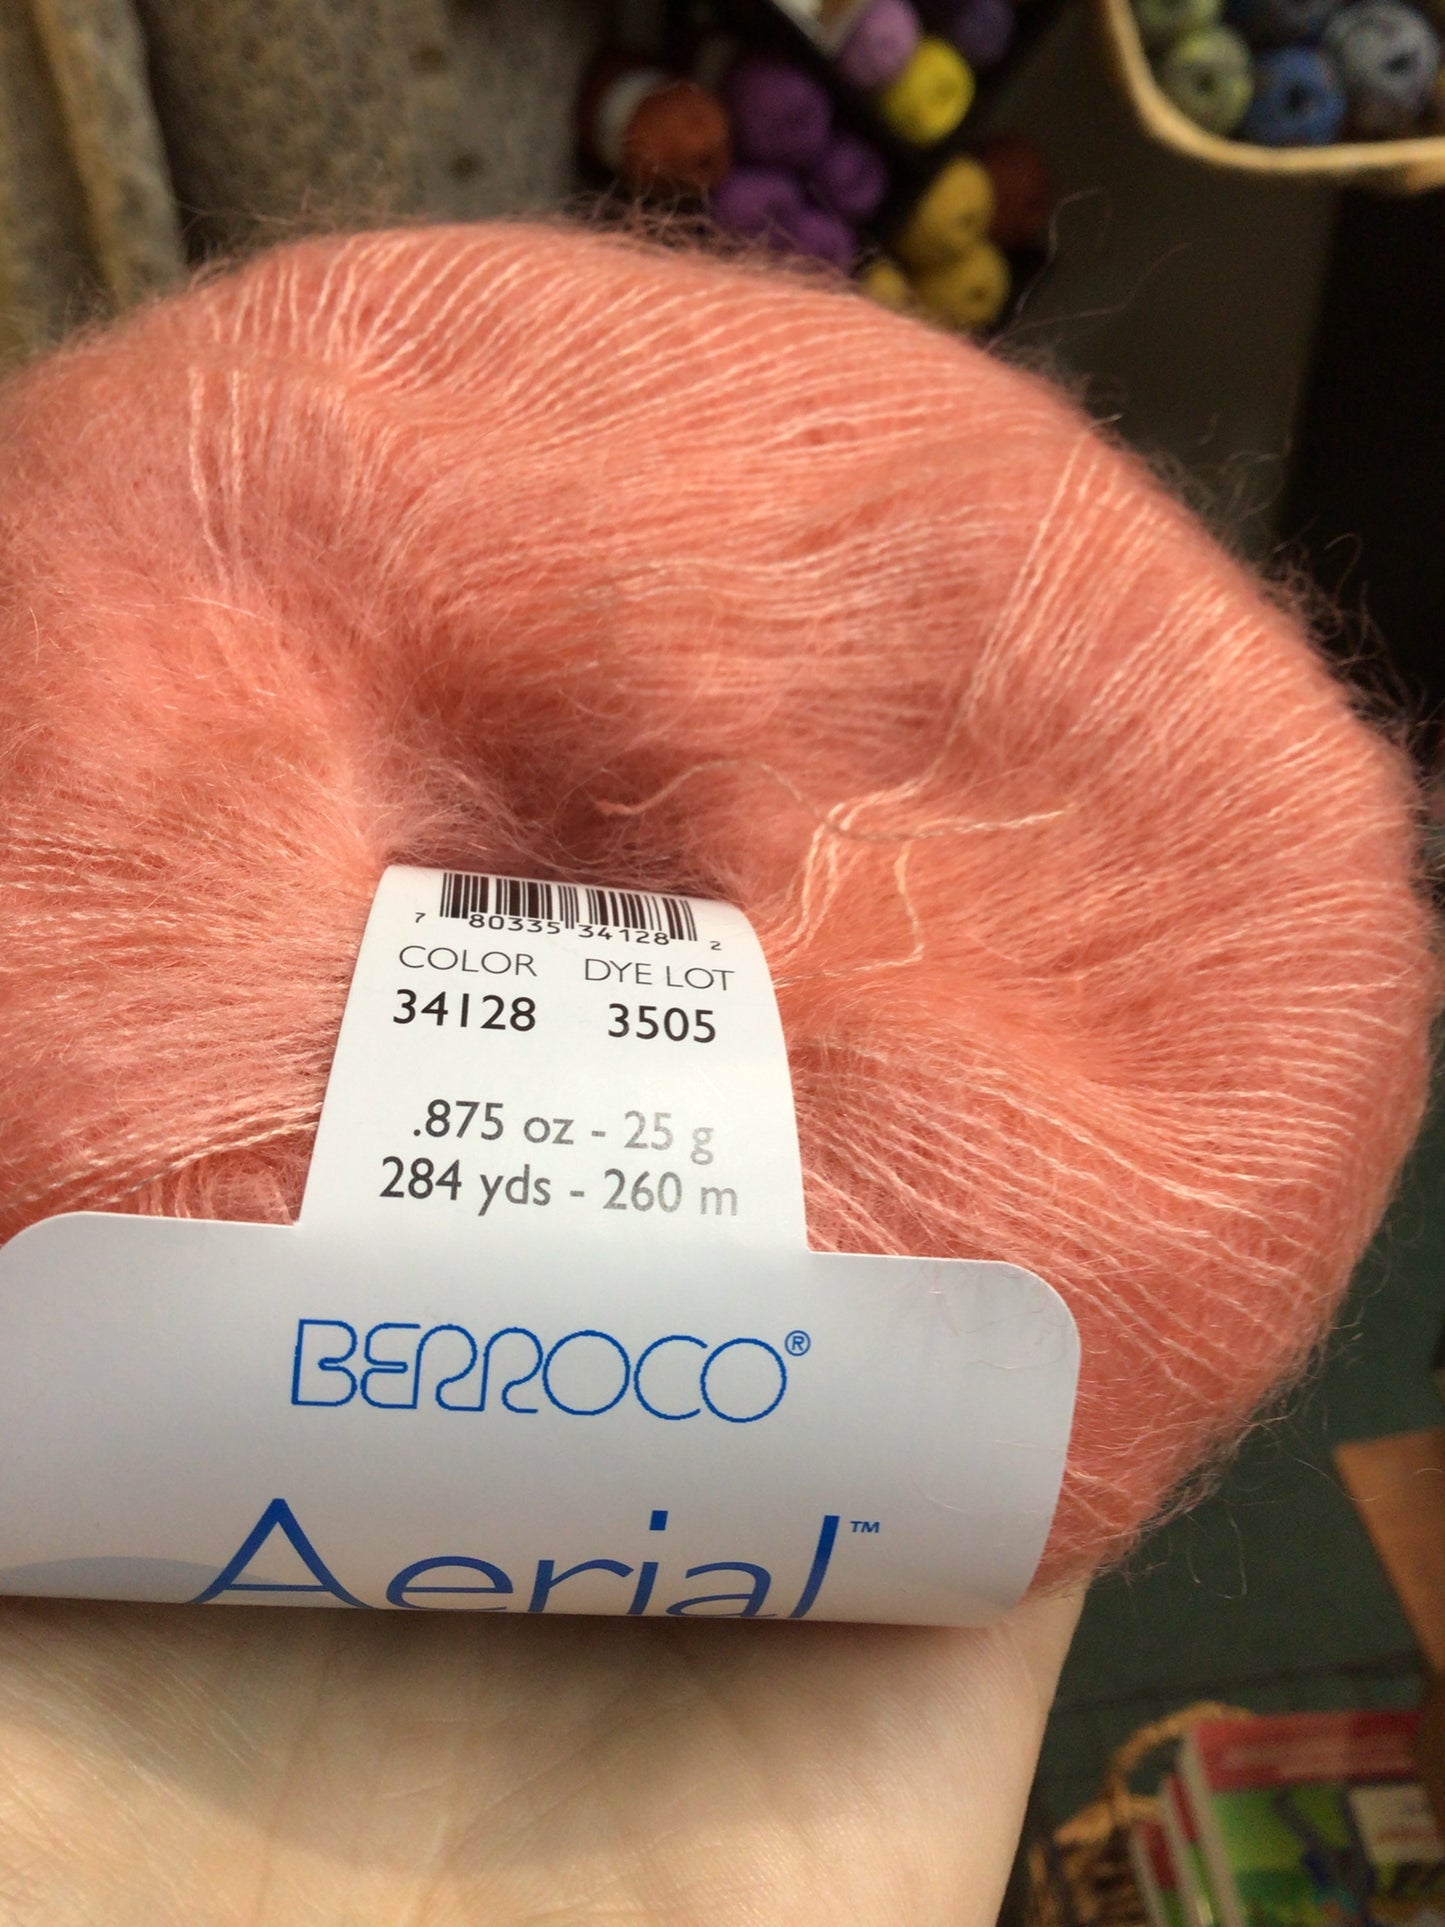 7 80335 34128 2
COLOR DYE LOT
34128 3505
.875 oz - 25 g
284 yds - 260 m
BERROCO®
Aerial™